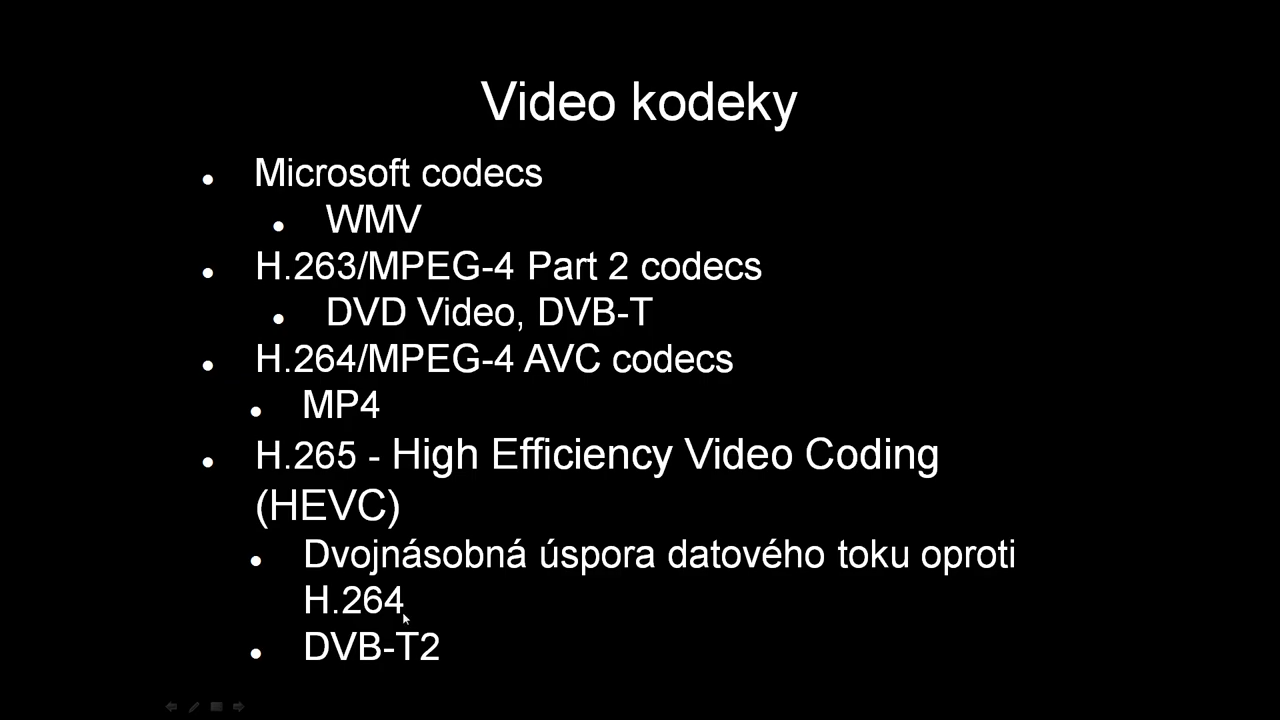 Video kodeky
Microsoft codecs
WMV
H.263/MPEG-4 Part 2 codecs
DVD Video, DVB-T
H.264/MPEG-4 AVC codecs
MP4
H.265 - High Efficiency Video Coding
(HEVC)
Dvojnásobná úspora datového toku oproti
H.264
DVB-T2